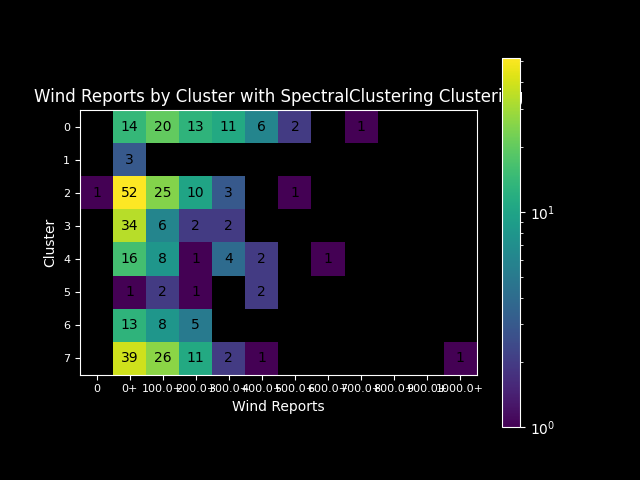 Wind Reports by Cluster with SpectralClustering Clustering
Cluster
0 14 20 13 11 6 2 1
1 3
2 1 52 25 10 3 1
3 34 6 2 2
4 16 8 1 4 2 1
5 1 2 1 2
6 13 8 5
7 39 26 11 2 1 1
0 0+ 100.0+ 200.0+ 300.0+ 400.0+ 500.0+ 600.0+ 700.0+ 800.0+ 900.0+ 1000.0+
Wind Reports
10¹
10⁰